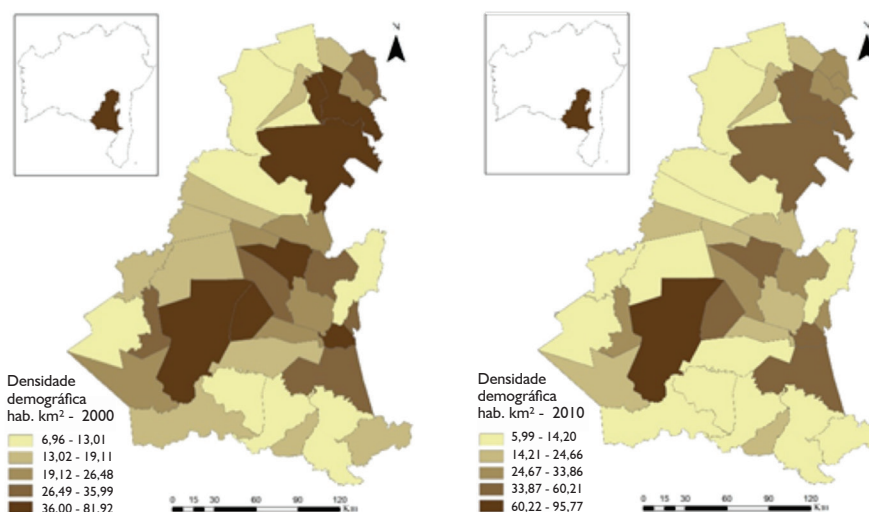 N
Densidade
demográfica
hab. km² - 2000
6,96 - 13,01
13,02 - 19,11
19,12 - 26,48
26,49 - 35,99
36,00 - 81,92
0 15 30 60 90 120
Km
N
Densidade
demográfica
hab. km² - 2010
5,99 - 14,20
14,21 - 24,66
24,67 - 33,86
33,87 - 60,21
60,22 - 95,77
0 15 30 60 90 120
Km